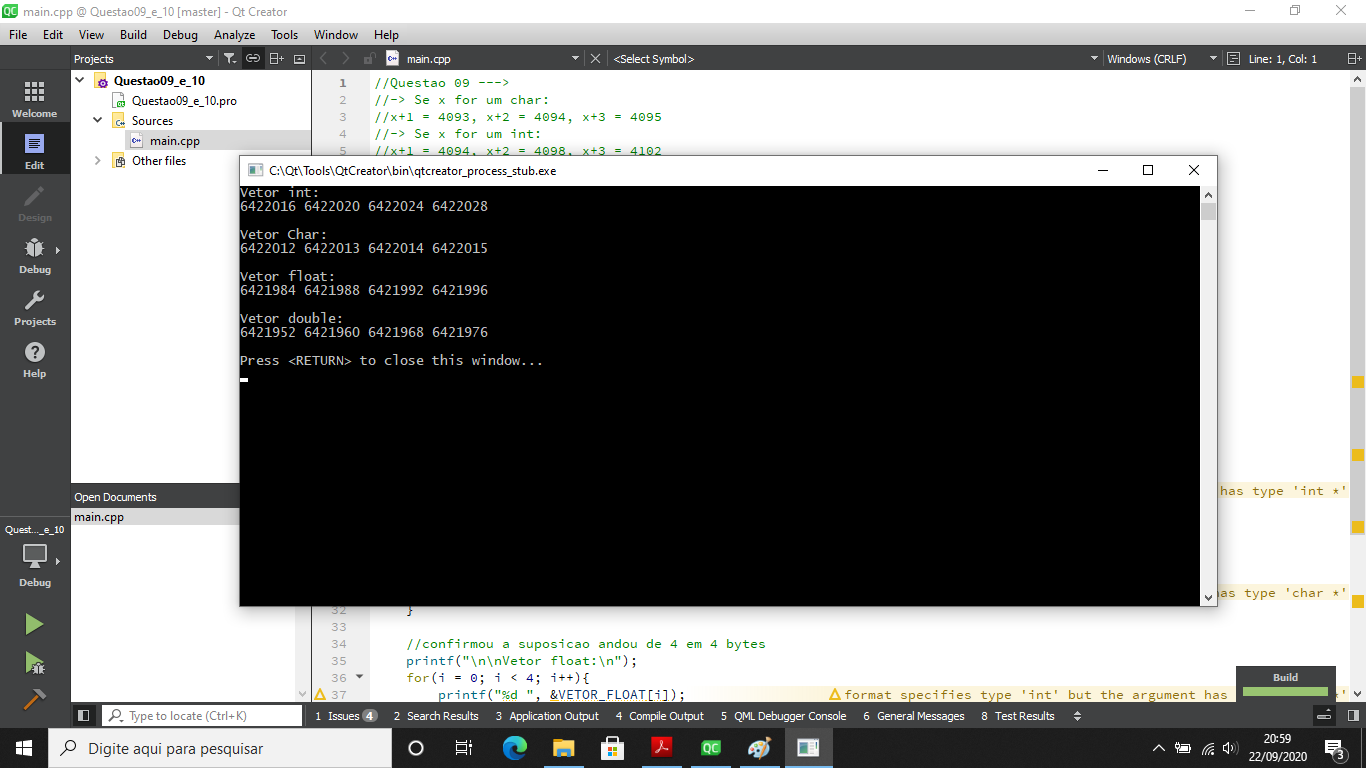 main.cpp @ Questao09_e_10 [master] - Qt Creator
File Edit View Build Debug Analyze Tools Window Help
Projects
main.cpp
<Select Symbol>
Windows (CRLF)
Line: 1, Col: 1
Welcome
Edit
Design
Debug
Projects
Help
Quest..._e_10
Debug
Questao09_e_10
Questao09_e_10.pro
Sources
main.cpp
Other files
Open Documents
main.cpp
1 //Questao 09 --->
2 //-> Se x for um char:
3 //x+1 = 4093, x+2 = 4094, x+3 = 4095
4 //-> Se x for um int:
5 //x+1 = 4094, x+2 = 4098, x+3 = 4102
C:\Qt\Tools\QtCreator\bin\qtcreator_process_stub.exe
Vetor int:
6422016 6422020 6422024 6422028
Vetor Char:
6422012 6422013 6422014 6422015
Vetor float:
6421984 6421988 6421992 6421996
Vetor double:
6421952 6421960 6421968 6421976
Press <RETURN> to close this window...
has type 'int *'
has type 'char *'
32 }
33
34 //confirmou a suposicao andou de 4 em 4 bytes
35 printf("\n\nVetor float:\n");
36 for(i = 0; i < 4; i++){
37 printf("%d ", &VETOR_FLOAT[i]); format specifies type 'int' but the argument has
Build
Type to locate (Ctrl+K)
1 Issues 4 2 Search Results 3 Application Output 4 Compile Output 5 QML Debugger Console 6 General Messages 8 Test Results
Digite aqui para pesquisar
20:59
22/09/2020
3